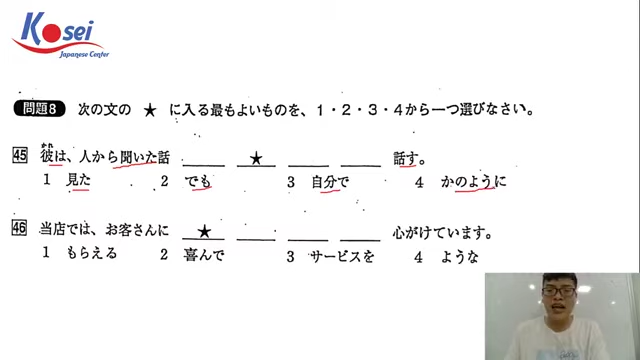 Kosei
Japanese Center
問題8 次の文の ★ に入る最もよいものを、1・2・3・4から一つ選びなさい。
45 彼は、人から聞いた話 ＿＿ ★ ＿＿ ＿＿ 話す。
かれ
1 見た 2 でも 3 自分で 4 かのように
46 当店では、お客さんに ★ ＿＿ ＿＿ ＿＿ 心がけています。
1 もらえる 2 喜んで 3 サービスを 4 ような